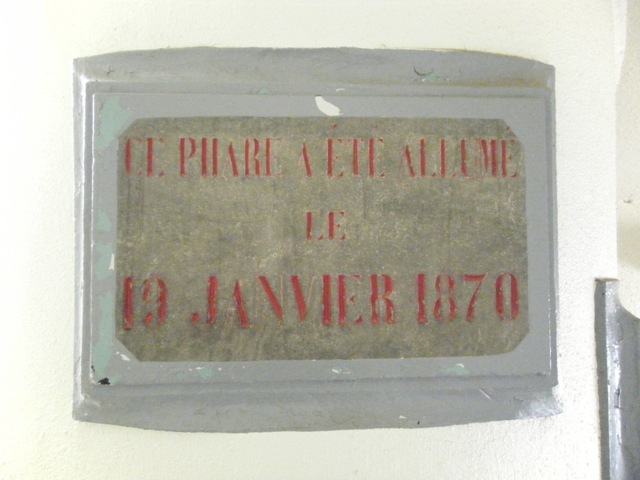 CE PHARE A ÉTÉ ALLUMÉ
LE
19 JANVIER 1870